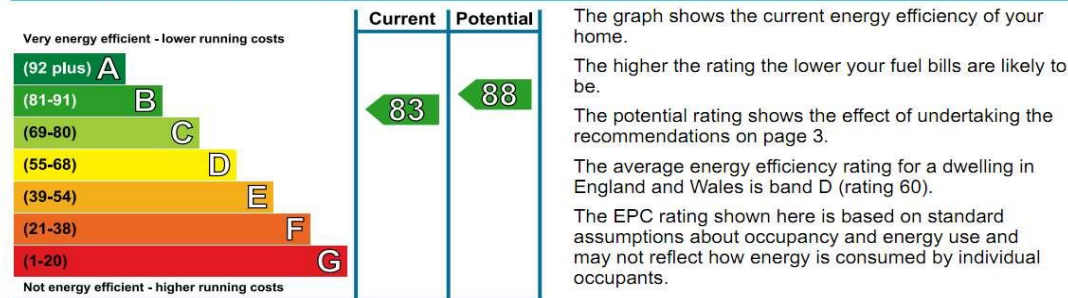 Current Potential
Very energy efficient - lower running costs
(92 plus) A
(81-91) B
(69-80) C
(55-68) D
(39-54) E
(21-38) F
(1-20) G
Not energy efficient - higher running costs
83
88
The graph shows the current energy efficiency of your
home.
The higher the rating the lower your fuel bills are likely to
be.
The potential rating shows the effect of undertaking the
recommendations on page 3.
The average energy efficiency rating for a dwelling in
England and Wales is band D (rating 60).
The EPC rating shown here is based on standard
assumptions about occupancy and energy use and
may not reflect how energy is consumed by individual
occupants.